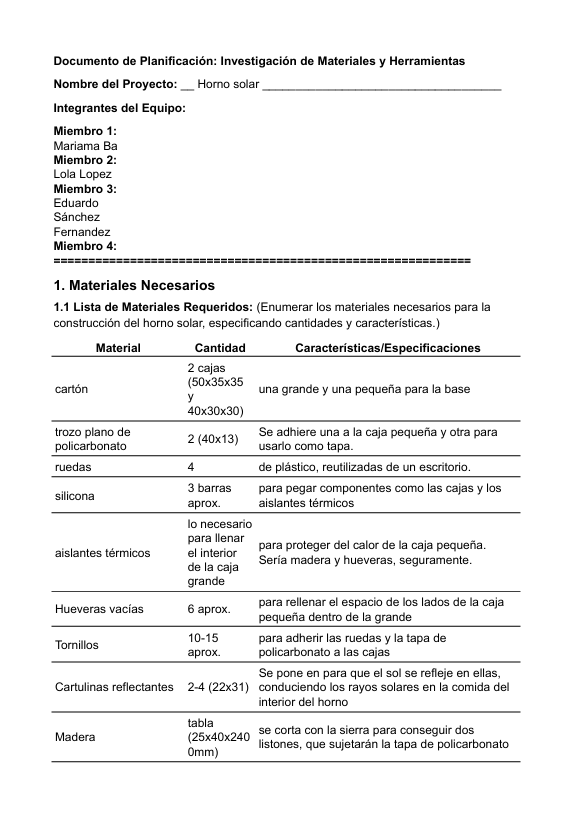 Documento de Planificación: Investigación de Materiales y Herramientas
Nombre del Proyecto: __ Horno solar ____________________________________
Integrantes del Equipo:
Miembro 1:
Mariama Ba
Miembro 2:
Lola Lopez
Miembro 3:
Eduardo
Sánchez
Fernandez
Miembro 4:
============================================================
1. Materiales Necesarios
1.1 Lista de Materiales Requeridos: (Enumerar los materiales necesarios para la
construcción del horno solar, especificando cantidades y características.)
Material Cantidad Características/Especificaciones
cartón
2 cajas
(50x35x35
y
40x30x30)
una grande y una pequeña para la base
trozo plano de
policarbonato
2 (40x13)
Se adhiere una a la caja pequeña y otra para
usarlo como tapa.
ruedas
4
de plástico, reutilizadas de un escritorio.
silicona
3 barras
aprox.
para pegar componentes como las cajas y los
aislantes térmicos
aislantes térmicos
lo necesario
para llenar
el interior
de la caja
grande
para proteger del calor de la caja pequeña.
Sería madera y hueveras, seguramente.
Hueveras vacías
6 aprox.
para rellenar el espacio de los lados de la caja
pequeña dentro de la grande
Tornillos
10-15
aprox.
para adherir las ruedas y la tapa de
policarbonato a las cajas
Cartulinas reflectantes
2-4 (22x31)
Se pone en para que el sol se refleje en ellas,
conduciendo los rayos solares en la comida del
interior del horno
Madera
tabla
(25x40x240
0mm)
se corta con la sierra para conseguir dos
listones, que sujetarán la tapa de policarbonato